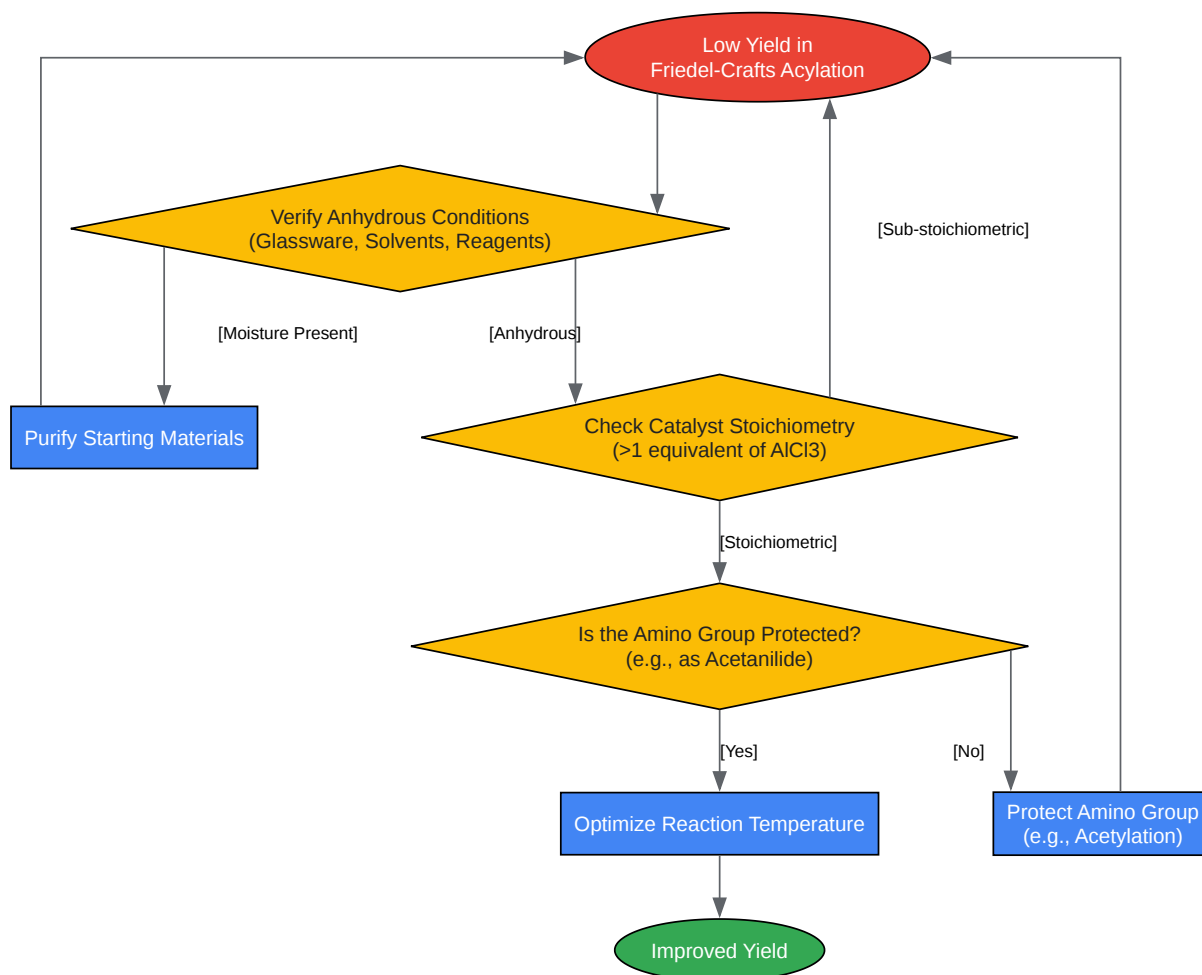 Low Yield in
Friedel-Crafts Acylation
Verify Anhydrous Conditions
(Glassware, Solvents, Reagents)
[Sub-stoichiometric]
[Moisture Present]
[Anhydrous]
Purify Starting Materials
Check Catalyst Stoichiometry
(>1 equivalent of AlCl3)
[Stoichiometric]
Is the Amino Group Protected?
(e.g., as Acetanilide)
[Yes]
[No]
Optimize Reaction Temperature
Protect Amino Group
(e.g., Acetylation)
Improved Yield